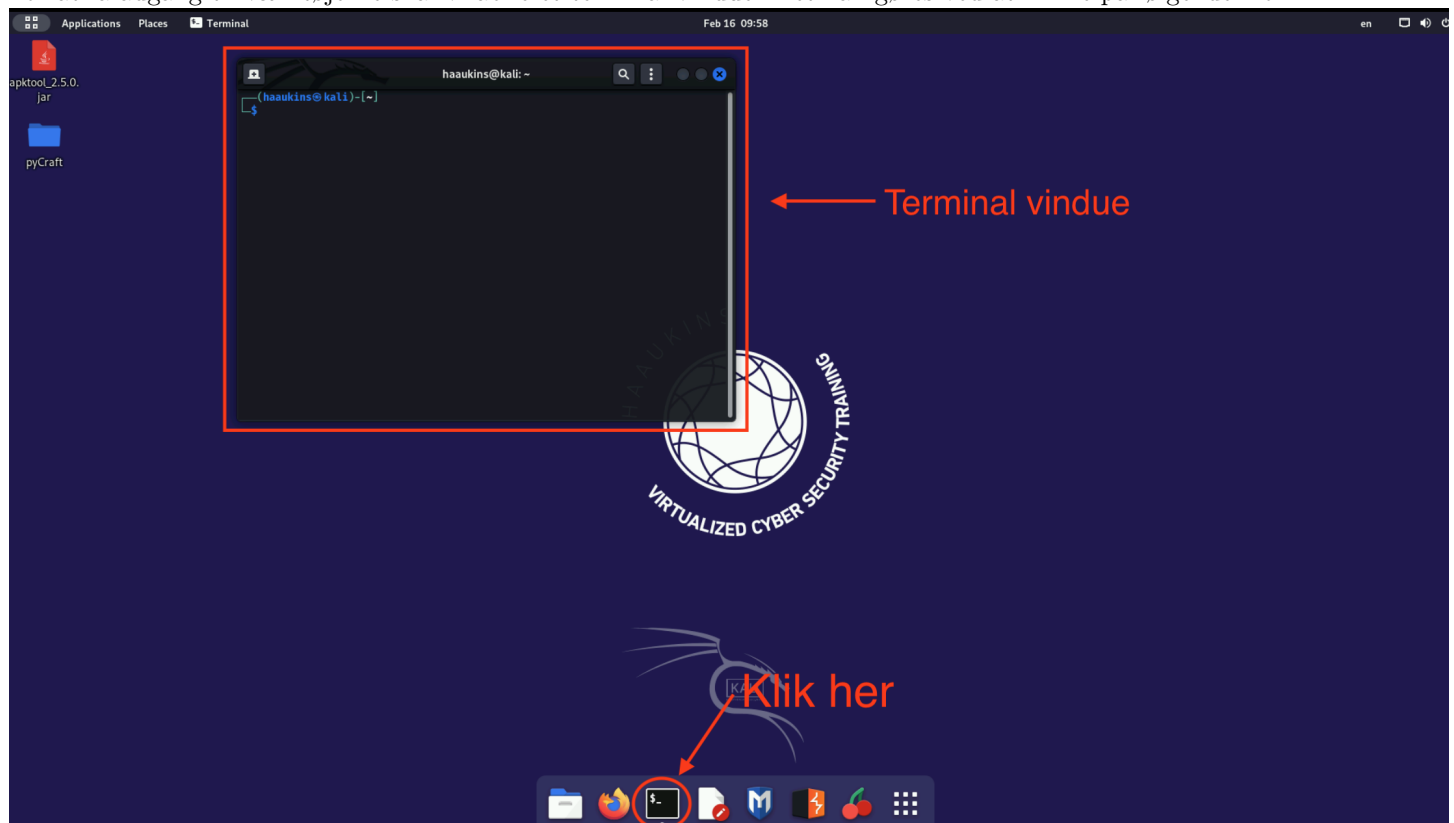 Applications Places Terminal Feb 16 09:58 en
apktool_2.5.0.
jar
pyCraft
haaukins@kali: ~
(haaukins㉿kali)-[~]
$
Terminal vindue
HAAUKINS
VIRTUALIZED CYBER SECURITY TRAINING
Klik her
$_